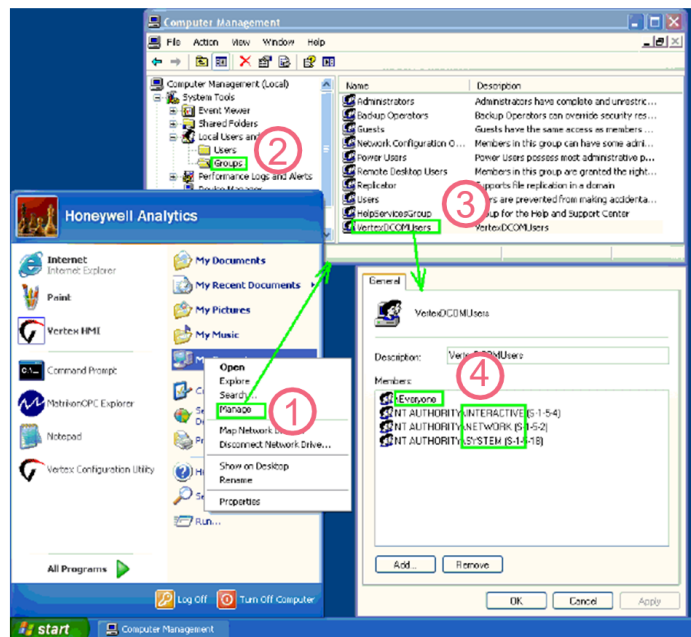 Computer Management
File Action View Window Help
Computer Management (Local)
System Tools
Event Viewer
Shared Folders
Local Users and
Users
Groups
Performance Logs and Alerts
Device Manager
2
Name Description
Administrators Administrators have complete and unrestric...
Backup Operators Backup Operators can override security res...
Guests Guests have the same access as members ...
Network Configuration O... Members in this group can have some admi...
Power Users Power Users possess most administrative p...
Remote Desktop Users Members in this group are granted the right...
Replicator Supports file replication in a domain
Users are prevented from making accidenta...
HelpServicesGroup Group for the Help and Support Center
VertexDCOMUsers VertexDCOMUsers
3
Honeywell Analytics
Internet
Internet Explorer
Paint
Vertex HMI
Command Prompt
C:\_
MatrikonOPC Explorer
Notepad
Vertex Configuration Utility
All Programs
My Documents
My Recent Documents
My Pictures
My Music
Run...
Open
Explore
Search...
Manage
Map Network D
Disconnect Network Drive...
Show on Desktop
Rename
Properties
1
Log Off Turn Off Computer
start Computer Management
General
VertexDCOMUsers
Description: VertexDCOMUsers
Members:
4
\Everyone
NT AUTHORITY\INTERACTIVE (S-1-5-4)
NT AUTHORITY\NETWORK (S-1-5-2)
NT AUTHORITY\SYSTEM (S-1-5-18)
Add... Remove
OK Cancel Apply